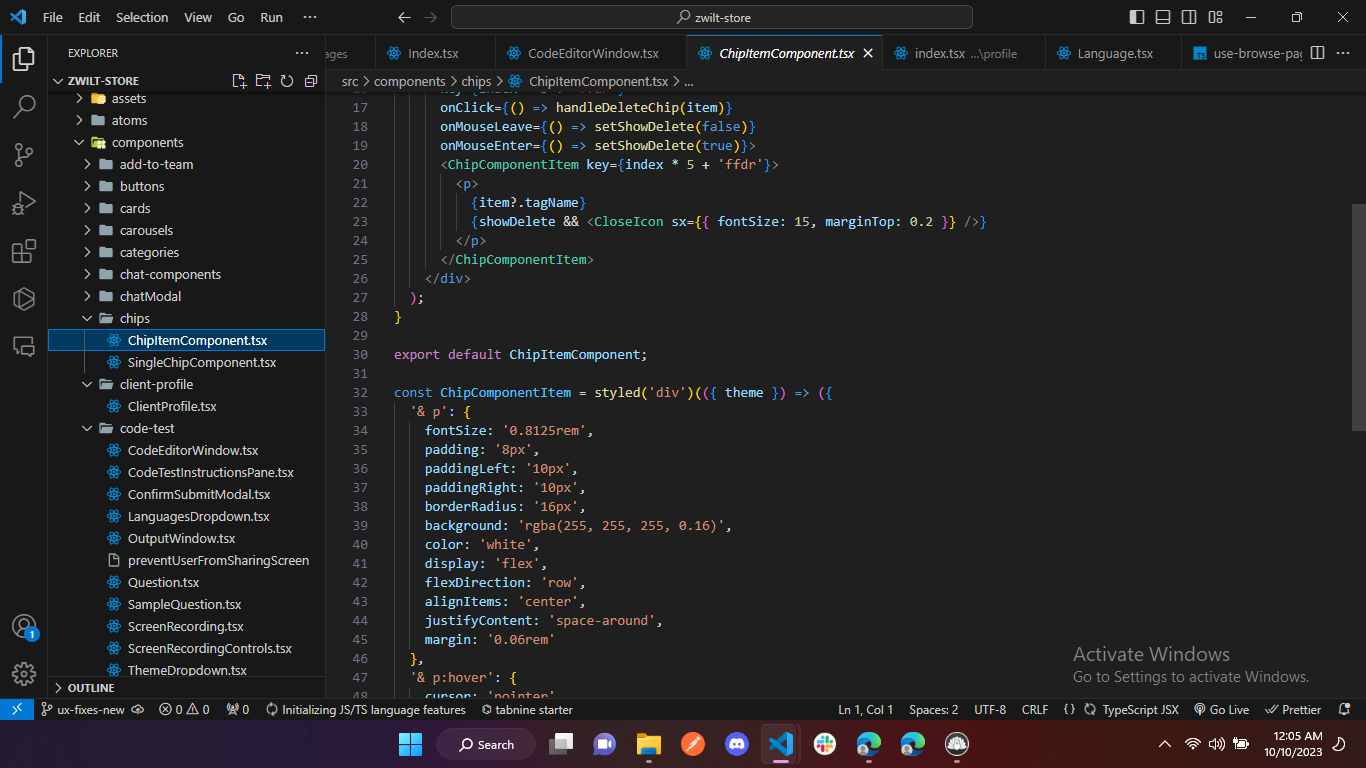 File Edit Selection View Go Run ··· zwilt-store
EXPLORER ···
ages Index.tsx CodeEditorWindow.tsx ChipItemComponent.tsx index.tsx ...\profile Language.tsx use-browse-pag ···
ZWILT-STORE
src > components > chips > ChipItemComponent.tsx > ...
assets
atoms
components
add-to-team
buttons
cards
carousels
categories
chat-components
chatModal
chips
ChipItemComponent.tsx
SingleChipComponent.tsx
client-profile
ClientProfile.tsx
code-test
CodeEditorWindow.tsx
CodeTestInstructionsPane.tsx
ConfirmSubmitModal.tsx
LanguagesDropdown.tsx
OutputWindow.tsx
preventUserFromSharingScreen
Question.tsx
SampleQuestion.tsx
ScreenRecording.tsx
ScreenRecordingControls.tsx
ThemeDropdown.tsx
OUTLINE
17 onClick={() => handleDeleteChip(item)}
18 onMouseLeave={() => setShowDelete(false)}
19 onMouseEnter={() => setShowDelete(true)}>
20 <ChipComponentItem key={index * 5 + 'ffdr'}>
21 <p>
22 {item?.tagName}
23 {showDelete && <CloseIcon sx={{ fontSize: 15, marginTop: 0.2 }} />}
24 </p>
25 </ChipComponentItem>
26 </div>
27 );
28 }
29
30 export default ChipItemComponent;
31
32 const ChipComponentItem = styled('div')(({ theme }) => ({
33 '& p': {
34 fontSize: '0.8125rem',
35 padding: '8px',
36 paddingLeft: '10px',
37 paddingRight: '10px',
38 borderRadius: '16px',
39 background: 'rgba(255, 255, 255, 0.16)',
40 color: 'white',
41 display: 'flex',
42 flexDirection: 'row',
43 alignItems: 'center',
44 justifyContent: 'space-around',
45 margin: '0.06rem'
46 },
47 '& p:hover': {
48 cursor: 'pointer'
Activate Windows
Go to Settings to activate Windows.
1
ux-fixes-new 0 0 0 Initializing JS/TS language features tabnine starter Ln 1, Col 1 Spaces: 2 UTF-8 CRLF {} TypeScript JSX Go Live Prettier
Search
12:05 AM
10/10/2023